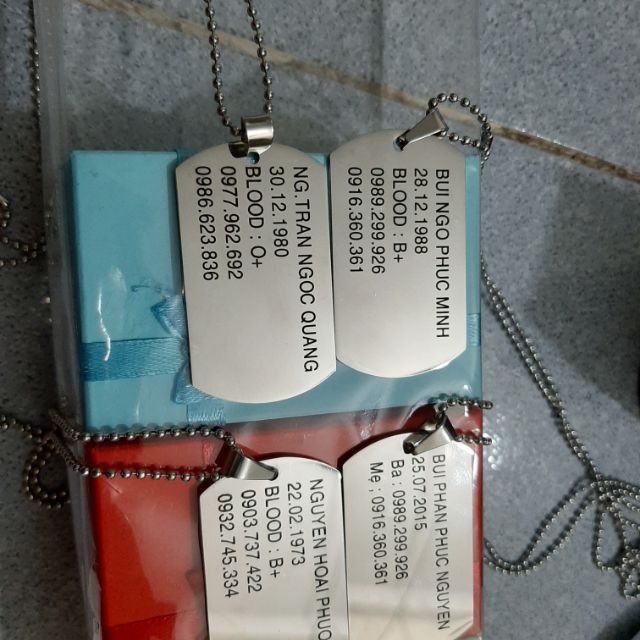 NG.TRAN NGOC QUANG
30.12.1980
BLOOD : O+
0977.962.692
0986.623.836
BUI NGO PHUC MINH
28.12.1988
BLOOD : B+
0989.299.926
0916.360.361
NGUYEN HOAI PHUO
22.02.1973
BLOOD : B+
0903.737.422
0932.745.334
BUI PHAN PHUC NGUYEN
25.07.2015
Ba : 0989.299.926
Mẹ : 0916.360.361